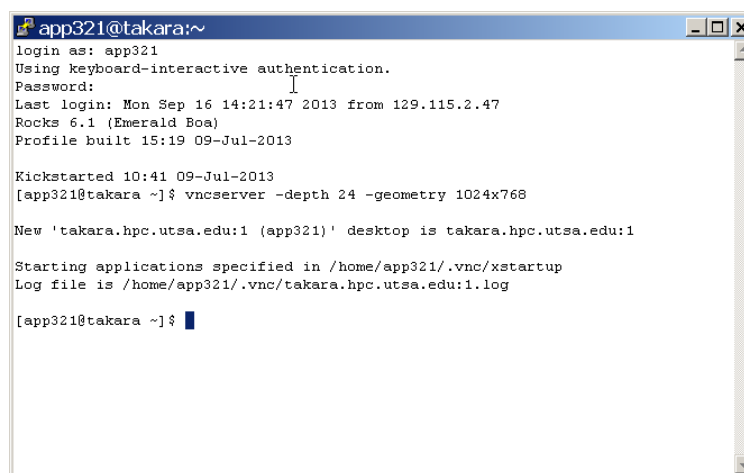 app321@takara:~
login as: app321
Using keyboard-interactive authentication.
Password:
Last login: Mon Sep 16 14:21:47 2013 from 129.115.2.47
Rocks 6.1 (Emerald Boa)
Profile built 15:19 09-Jul-2013
Kickstarted 10:41 09-Jul-2013
[app321@takara ~]$ vncserver -depth 24 -geometry 1024x768
New 'takara.hpc.utsa.edu:1 (app321)' desktop is takara.hpc.utsa.edu:1
Starting applications specified in /home/app321/.vnc/xstartup
Log file is /home/app321/.vnc/takara.hpc.utsa.edu:1.log
[app321@takara ~]$